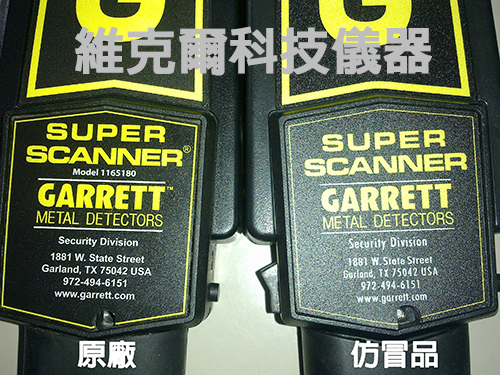 維克爾科技儀器
G
SUPER
SCANNER®
Model 1165180
GARRETT™
METAL DETECTORS
Security Division
1881 W. State Street
Garland, TX 75042 USA
972-494-6151
www.garrett.com
原廠
G
SUPER
SCANNER
GARRETT
METAL DETECTORS
Security Division
1881 W. State Street
Garland, TX 75042 USA
972-494-6151
www.garrett.com
仿冒品